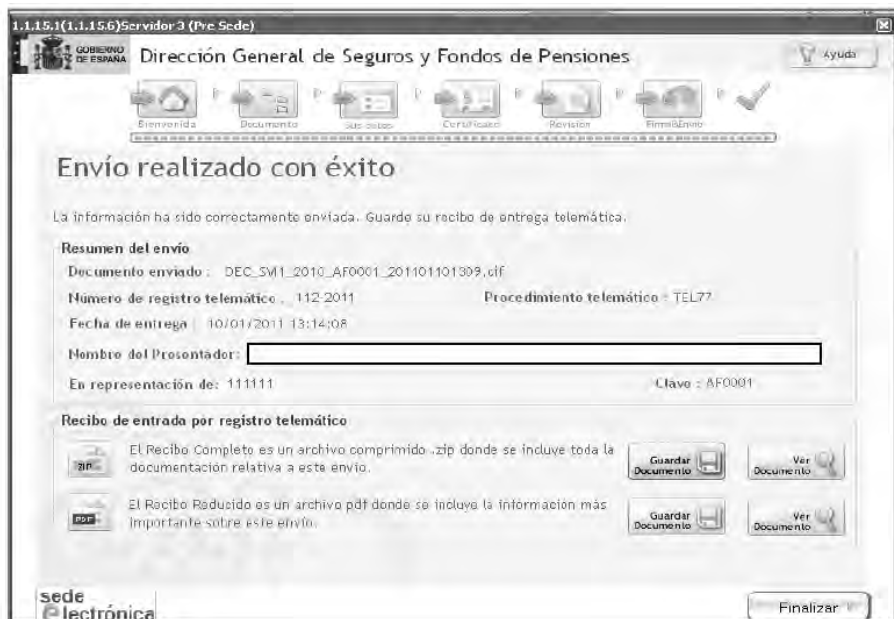 1.1.15.1(1.1.15.6)Servidor 3 (Pre Sede)
GOBIERNO DE ESPAÑA
Dirección General de Seguros y Fondos de Pensiones
Ayuda
Bienvenida Documento Sus datos Certificado Revisión Firma&Envío
Envío realizado con éxito
La información ha sido correctamente enviada. Guarde su recibo de entrega telemática.
Resumen del envío
Documento enviado : DEC_SM1_2010_AF0001_201101101309.cif
Número de registro telemático : 112-2011 Procedimiento telemático : TEL77
Fecha de entrega : 10/01/2011 13:14:08
Nombre del Presentador:
En representación de: 111111 Clave : AF0001
Recibo de entrada por registro telemático
ZIP
El Recibo Completo es un archivo comprimido .zip donde se incluye toda la
documentación relativa a este envío.
Guardar Documento
Ver Documento
PDF
El Recibo Reducido es un archivo pdf donde se incluye la información más
importante sobre este envío.
Guardar Documento
Ver Documento
sede
electrónica
Finalizar